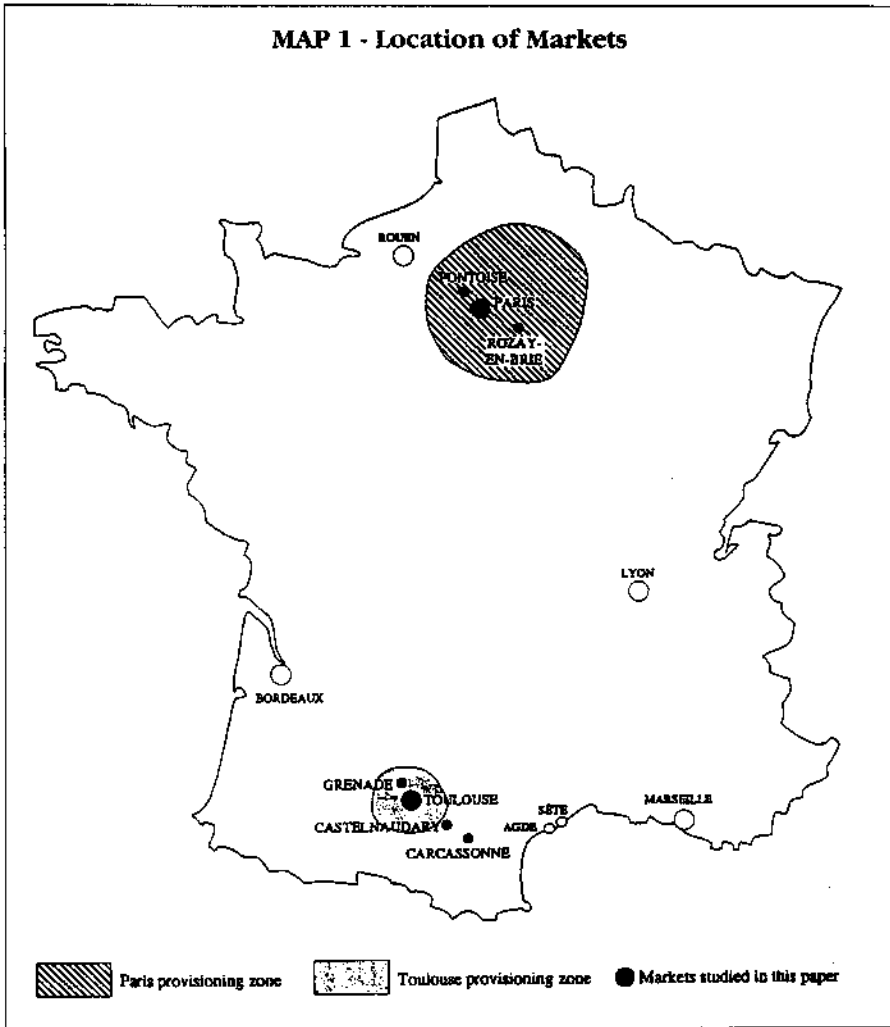 MAP 1 - Location of Markets
ROUEN
PONTOISE
PARIS
ROZAY-
EN-BRIE
LYON
BORDEAUX
GRENADE
TOULOUSE
CASTELNAUDARY
CARCASSONNE
SÈTE
AGDE
MARSEILLE
Paris provisioning zone
Toulouse provisioning zone
Markets studied in this paper